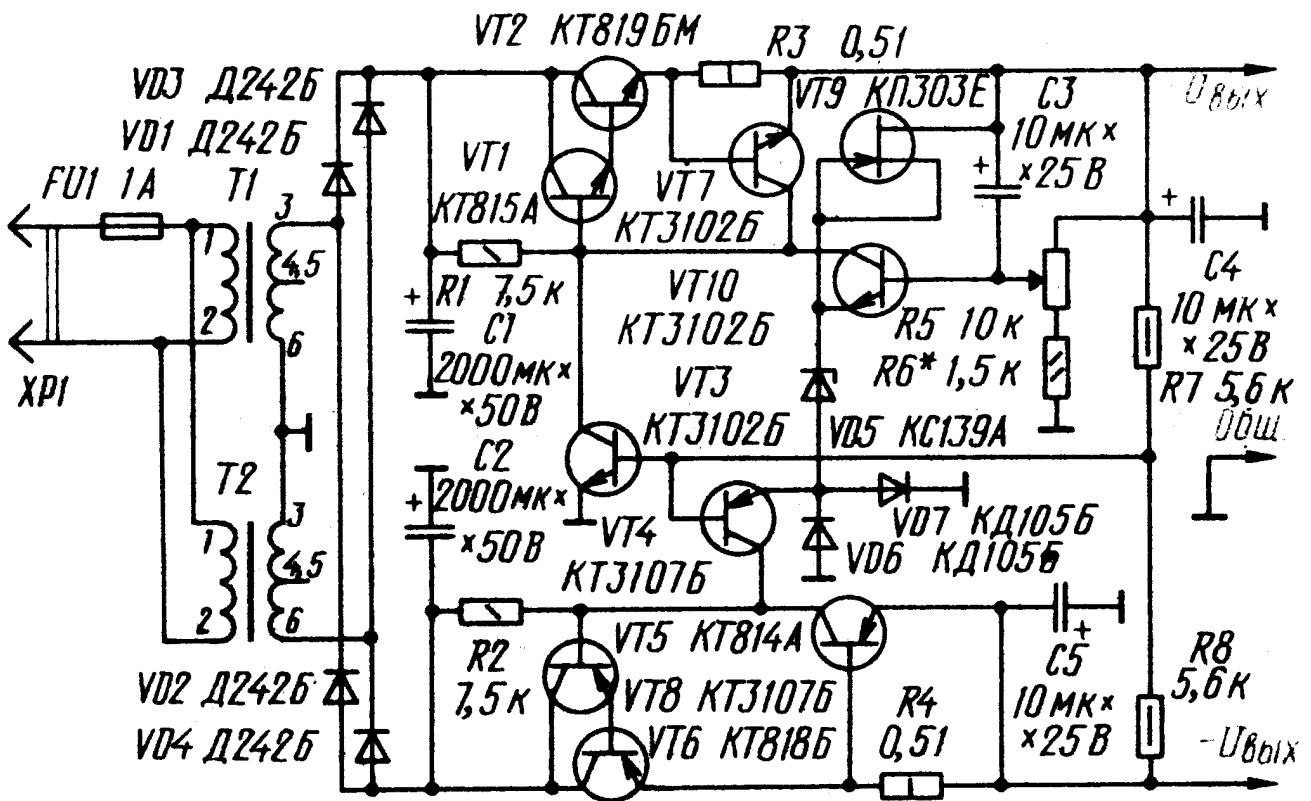 VT2 КТ819БМ
R3 0,51
VD3 Д242Б
VD1 Д242Б
FU1 1А
T1
VT1
КТ815А
VT7
КТ3102Б
VT9 КП303Е
C3
10 мк×
×25 В
Uвых
3
1
4,5
2
6
R1 7,5 к
+
C1
2000 мк×
×50 В
VT10
КТ3102Б
+
R5 10 к
R6* 1,5 к
+
C4
10 мк×
×25 В
R7 5,6 к
XP1
VT3
КТ3102Б
VD5 КС139А
Общ.
T2
C2
2000 мк×
×50 В
+
3
1
4,5
2
6
VT4
КТ3107Б
VD7 КД105Б
VD6 КД105Б
R2
7,5 к
VT5 КТ814А
VT8 КТ3107Б
VT6 КТ818Б
R4
0,51
+
C5
10 мк×
×25 В
R8
5,6 к
VD2 Д242Б
VD4 Д242Б
-Uвых